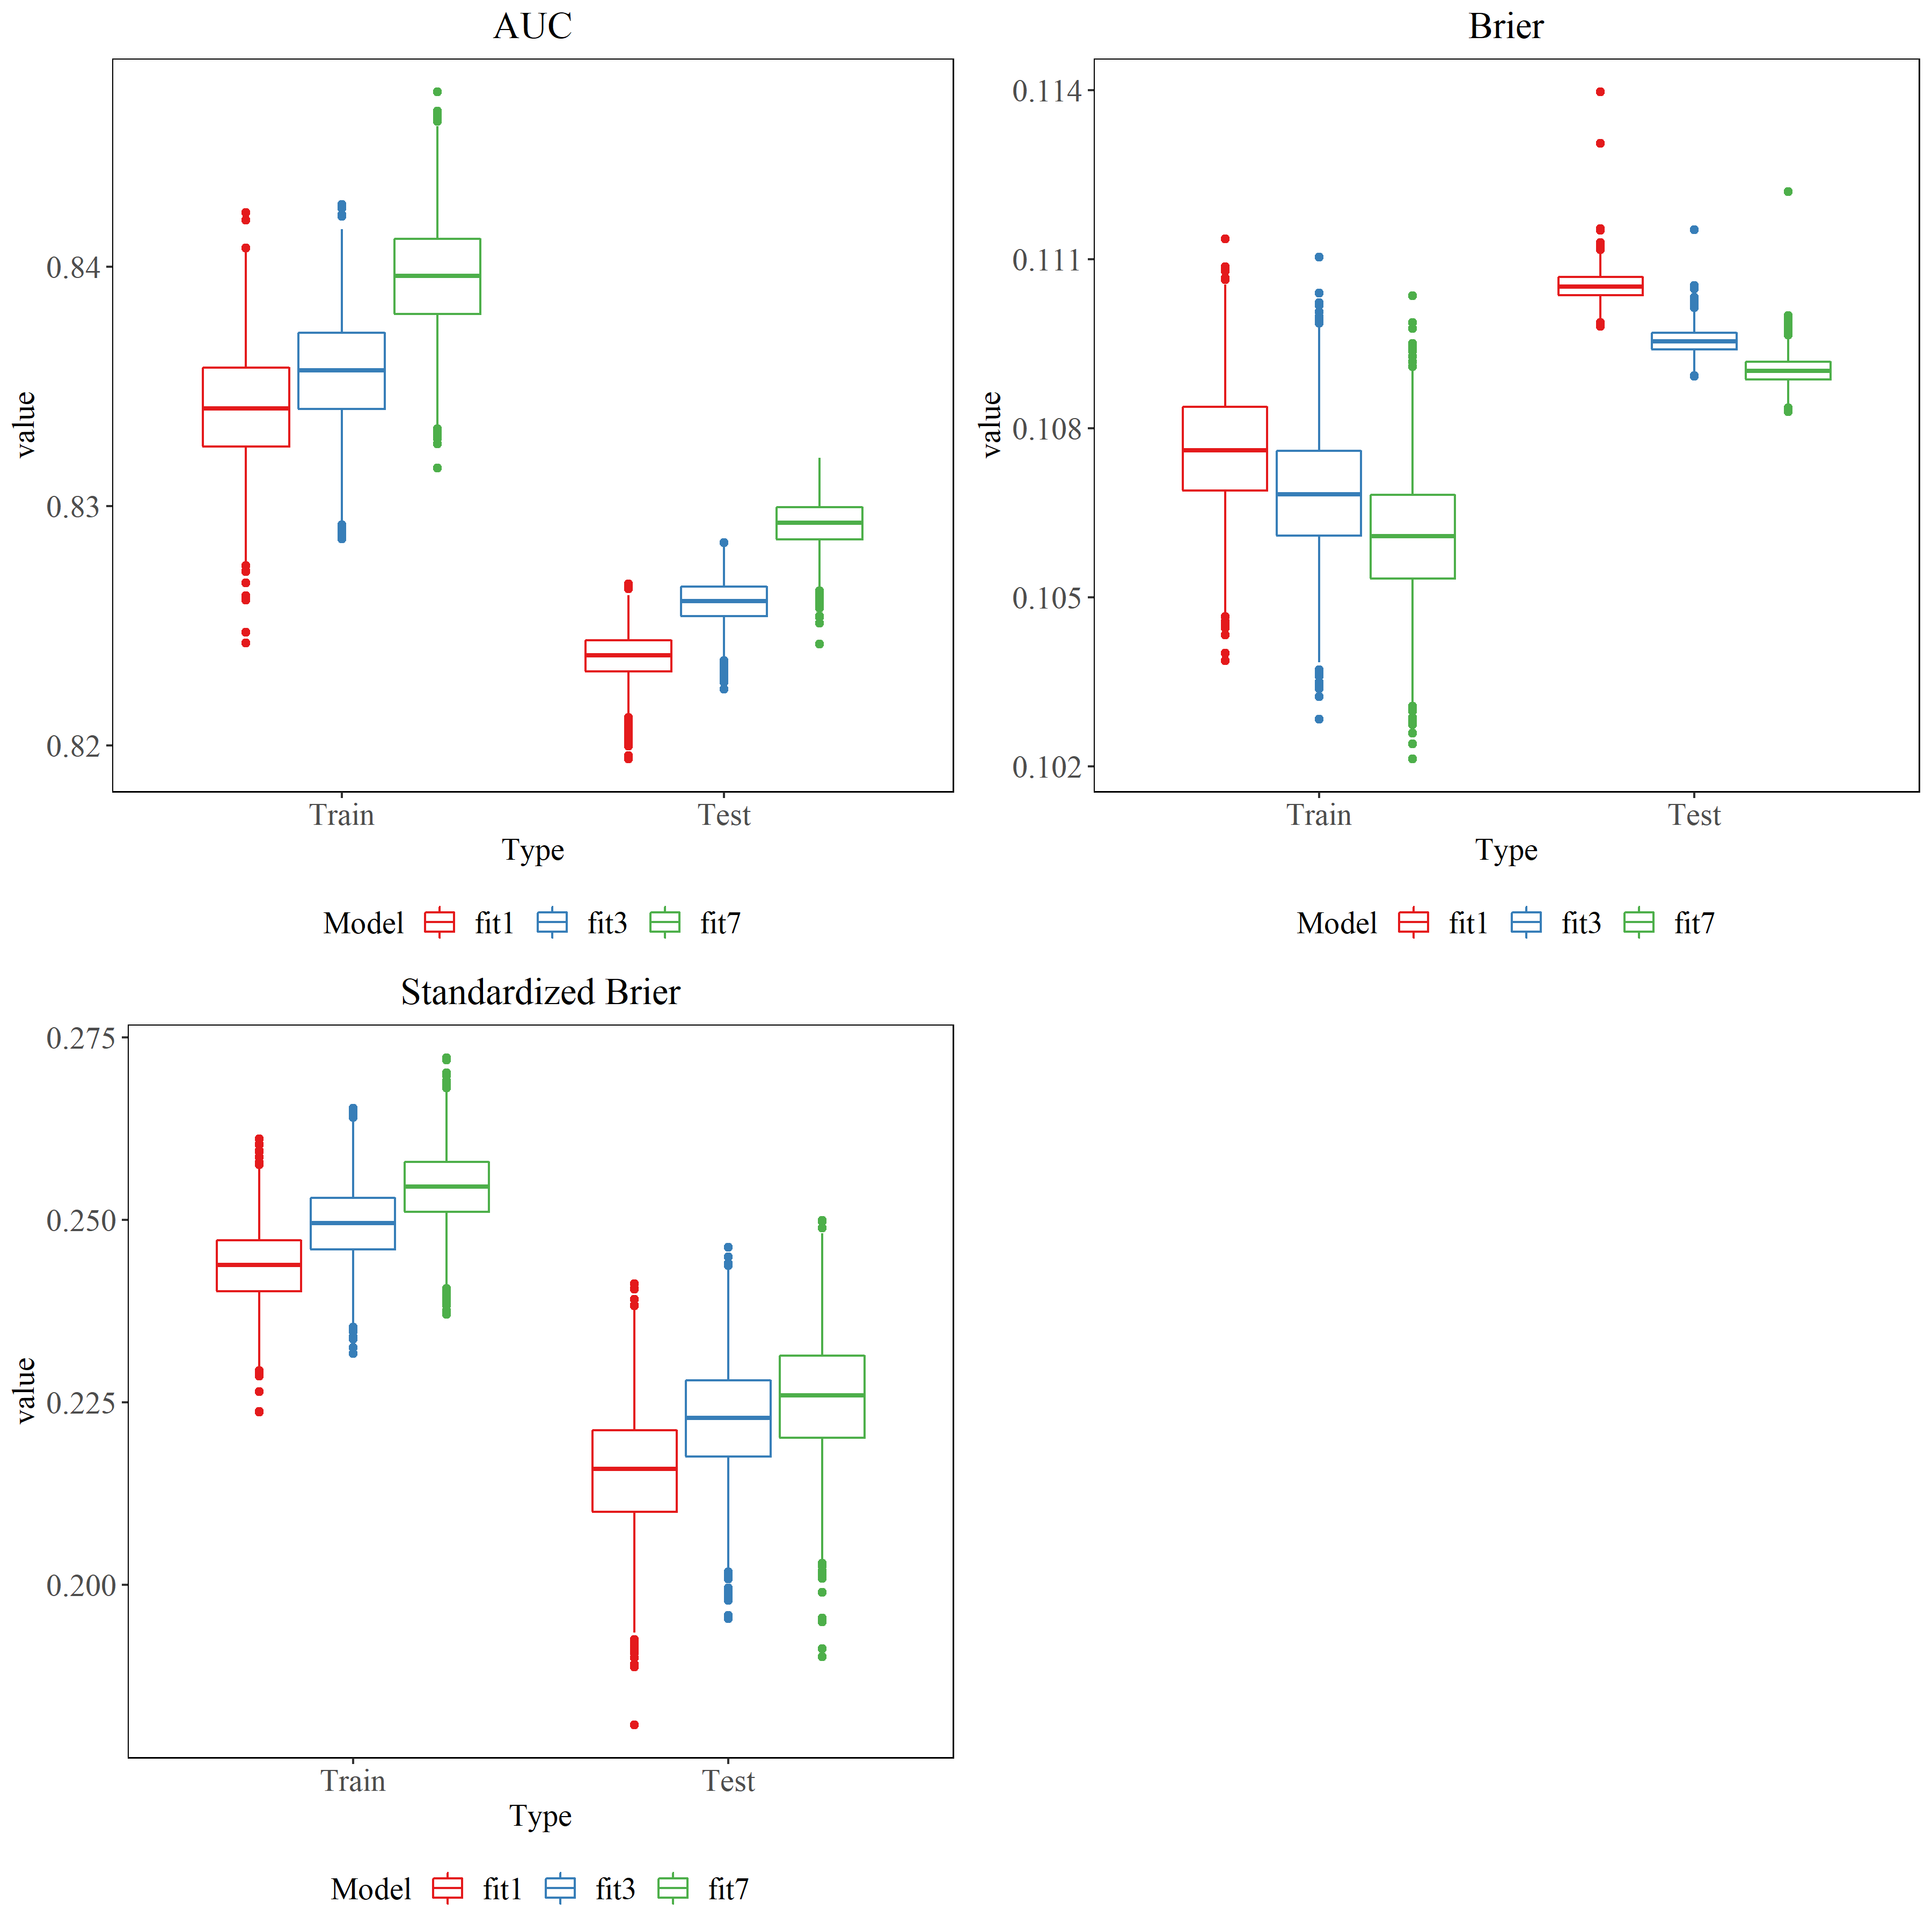 AUC
value
0.84
0.83
0.82
Train Test
Type
Model fit1 fit3 fit7
Brier
value
0.114
0.111
0.108
0.105
0.102
Train Test
Type
Model fit1 fit3 fit7
Standardized Brier
value
0.275
0.250
0.225
0.200
Train Test
Type
Model fit1 fit3 fit7